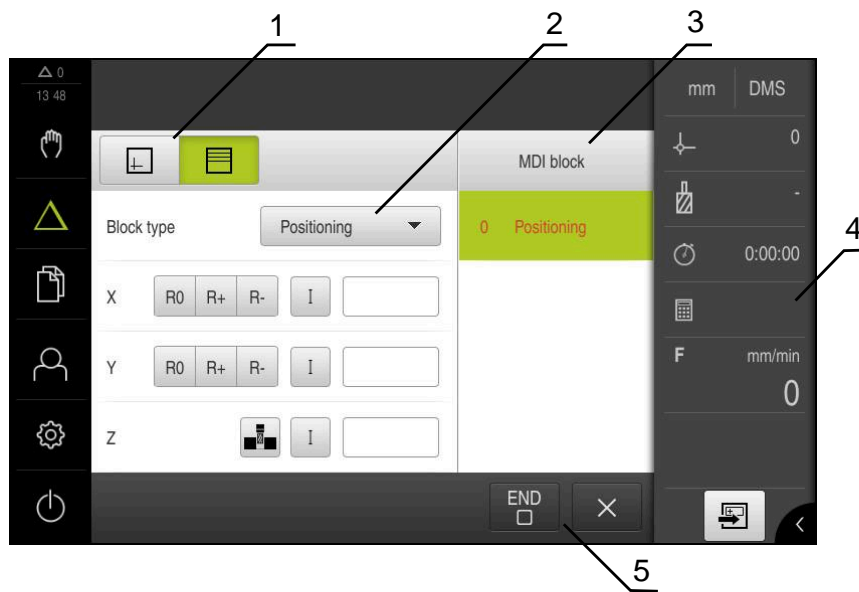 1
2
3
0
13 48
mm DMS
0
MDI block
-
Block type Positioning
0 Positioning
4
0:00:00
X R0 R+ R- I
F mm/min
0
Y R0 R+ R- I
Z I
END
5